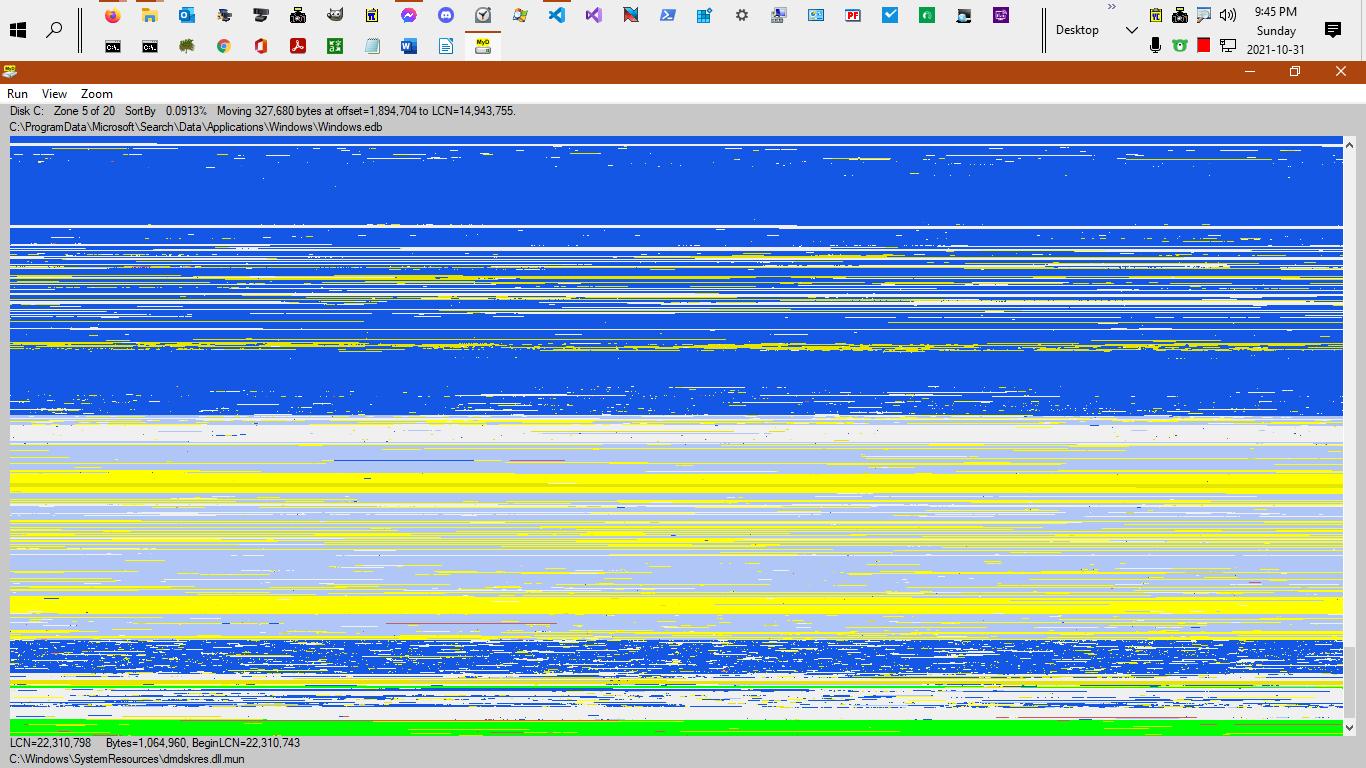 9:45 PM
Desktop
Sunday
2021-10-31
C:\.
C:\.
MyD
PF
Run View Zoom
Disk C: Zone 5 of 20 SortBy 0.0913% Moving 327,680 bytes at offset=1,894,704 to LCN=14,943,755.
C:\ProgramData\Microsoft\Search\Data\Applications\Windows\Windows.edb
LCN=22,310,798 Bytes=1,064,960, BeginLCN=22,310,743
C:\Windows\SystemResources\dmdskres.dll.mun